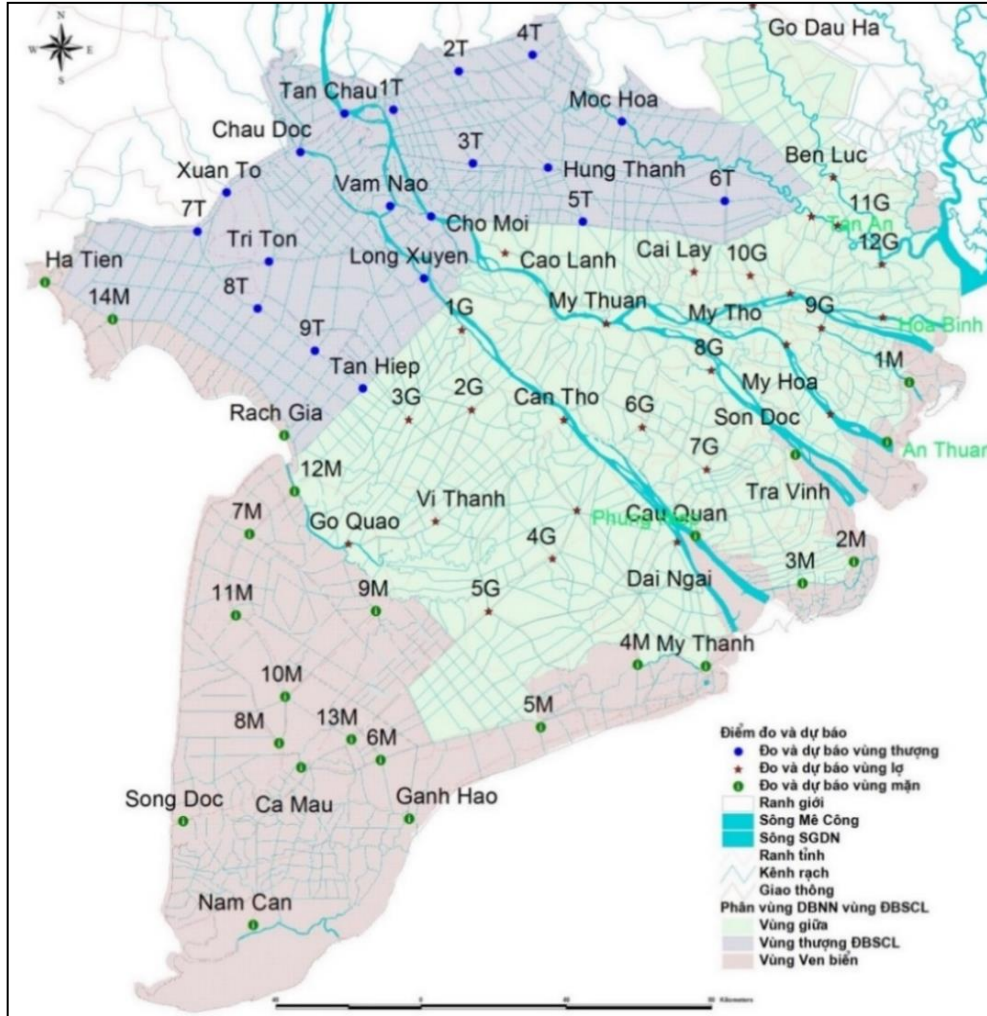 N
W E
S
Go Dau Ha
4T
2T
Tan Chau
1T
Moc Hoa
Chau Doc
3T
Ben Luc
Xuan To
Hung Thanh
Vam Nao
6T
11G
7T
5T
Tan An
Cho Moi
Tri Ton
Cai Lay
10G
12G
Ha Tien
Long Xuyen
Cao Lanh
8T
14M
1G
My Thuan
My Tho
9G
Hoa Binh
9T
8G
1M
Tan Hiep
My Hoa
3G
2G
Can Tho
6G
Rach Gia
Son Doc
7G
An Thuan
12M
Tra Vinh
7M
Vi Thanh
Go Quao
Phung Hiep
Cau Quan
4G
2M
3M
11M
9M
5G
Dai Ngai
4M
My Thanh
10M
8M
13M
6M
5M
Điểm đo và dự báo
Đo và dự báo vùng thượng
Đo và dự báo vùng lợ
Đo và dự báo vùng mặn
Song Doc
Ca Mau
Ganh Hao
Ranh giới
Sông Mê Công
Sông SGDN
Ranh tỉnh
Kênh rạch
Giao thông
Nam Can
Phân vùng DBNN vùng ĐBSCL
Vùng giữa
Vùng thượng ĐBSCL
Vùng Ven biển
0
Kilometers